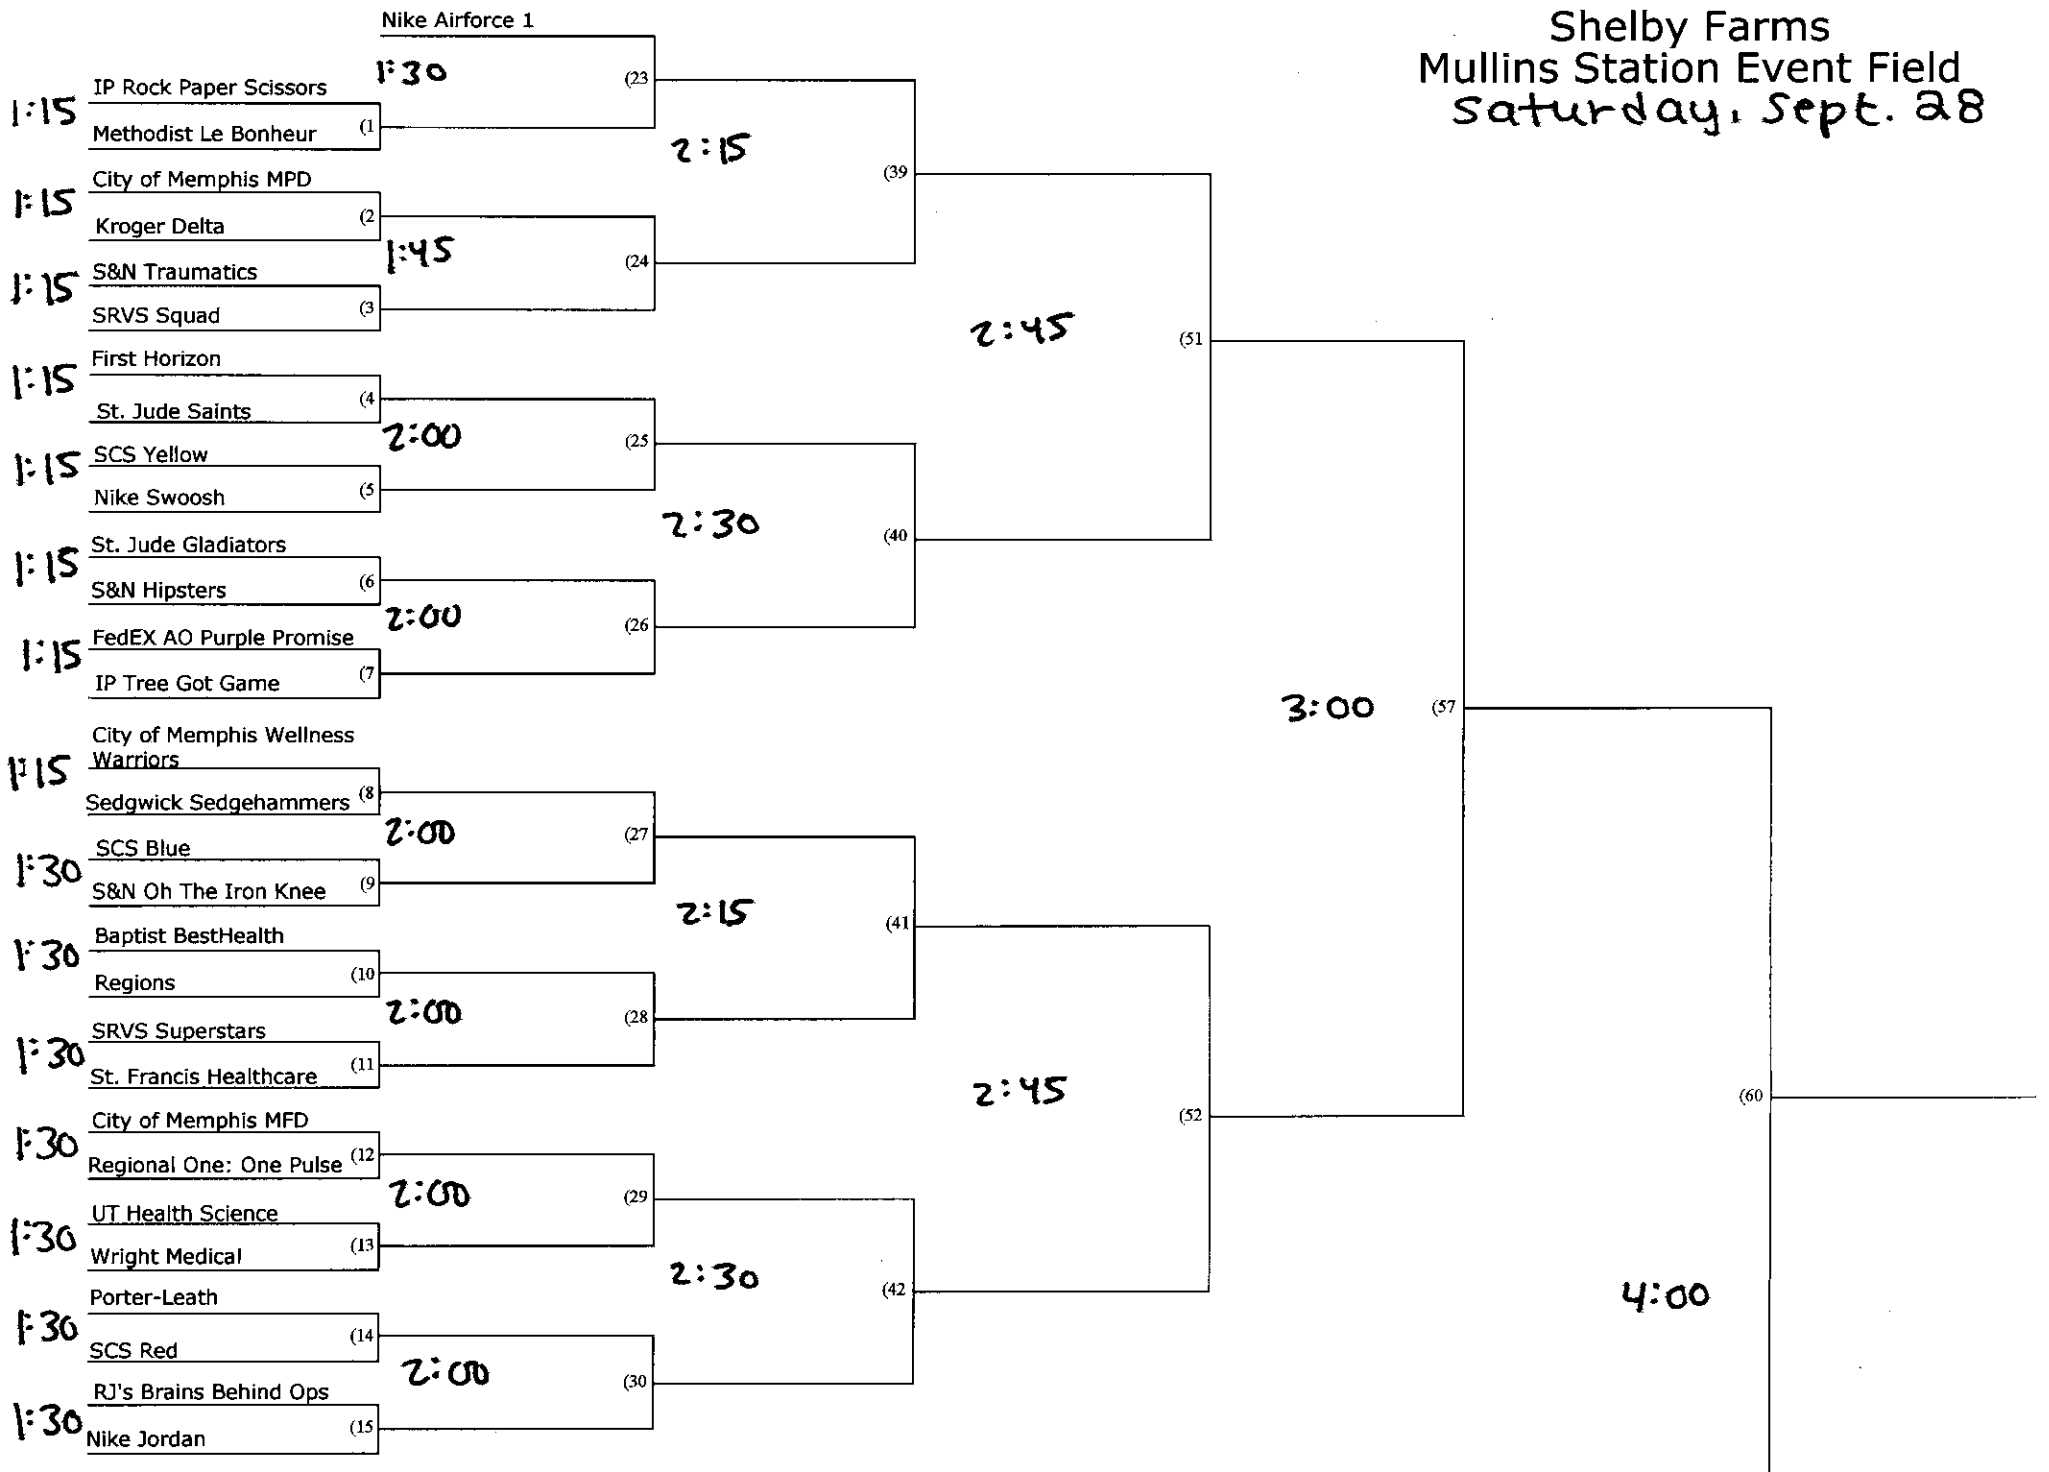 Nike Airforce 1
Shelby Farms
Mullins Station Event Field
Saturday, Sept. 28
1:30
(23
IP Rock Paper Scissors
1:15
Methodist Le Bonheur
(1
2:15
(39
City of Memphis MPD
1:15
(2
Kroger Delta
1:45
(24
S&N Traumatics
1:15
(3
SRVS Squad
2:45
(51
First Horizon
1:15
(4
St. Jude Saints
2:00
(25
SCS Yellow
1:15
(5
Nike Swoosh
2:30
(40
St. Jude Gladiators
1:15
(6
S&N Hipsters
2:00
(26
FedEX AO Purple Promise
1:15
(7
IP Tree Got Game
3:00
(57
City of Memphis Wellness
Warriors
1:15
(8
Sedgwick Sedgehammers
2:00
(27
SCS Blue
1:30
(9
S&N Oh The Iron Knee
2:15
(41
Baptist BestHealth
1:30
(10
Regions
2:00
(28
SRVS Superstars
1:30
(11
St. Francis Healthcare
2:45
(52
(60
City of Memphis MFD
1:30
(12
Regional One: One Pulse
2:00
(29
UT Health Science
1:30
(13
Wright Medical
2:30
(42
4:00
Porter-Leath
1:30
(14
SCS Red
2:00
(30
RJ's Brains Behind Ops
1:30
(15
Nike Jordan